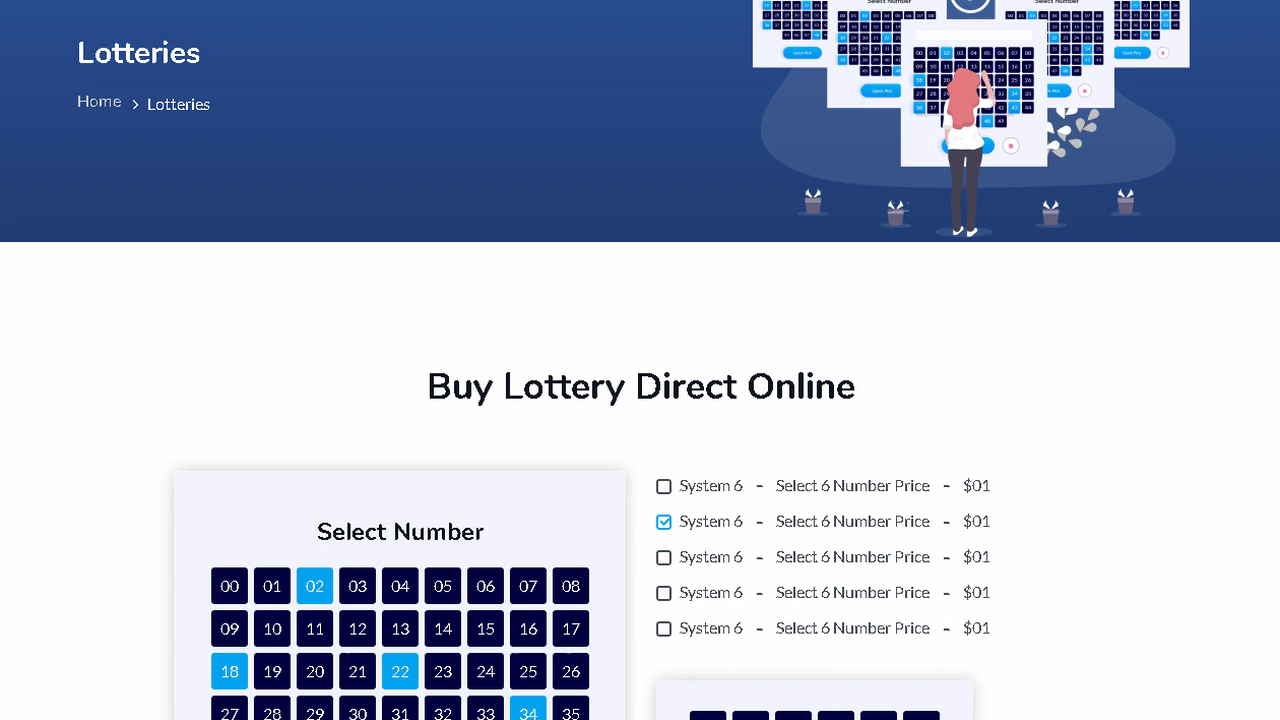 Lotteries
Home > Lotteries
Buy Lottery Direct Online
Select Number
00 01 02 03 04 05 06 07 08
09 10 11 12 13 14 15 16 17
18 19 20 21 22 23 24 25 26
27 28 29 30 31 32 33 34 35
System 6 - Select 6 Number Price - $01
System 6 - Select 6 Number Price - $01
System 6 - Select 6 Number Price - $01
System 6 - Select 6 Number Price - $01
System 6 - Select 6 Number Price - $01